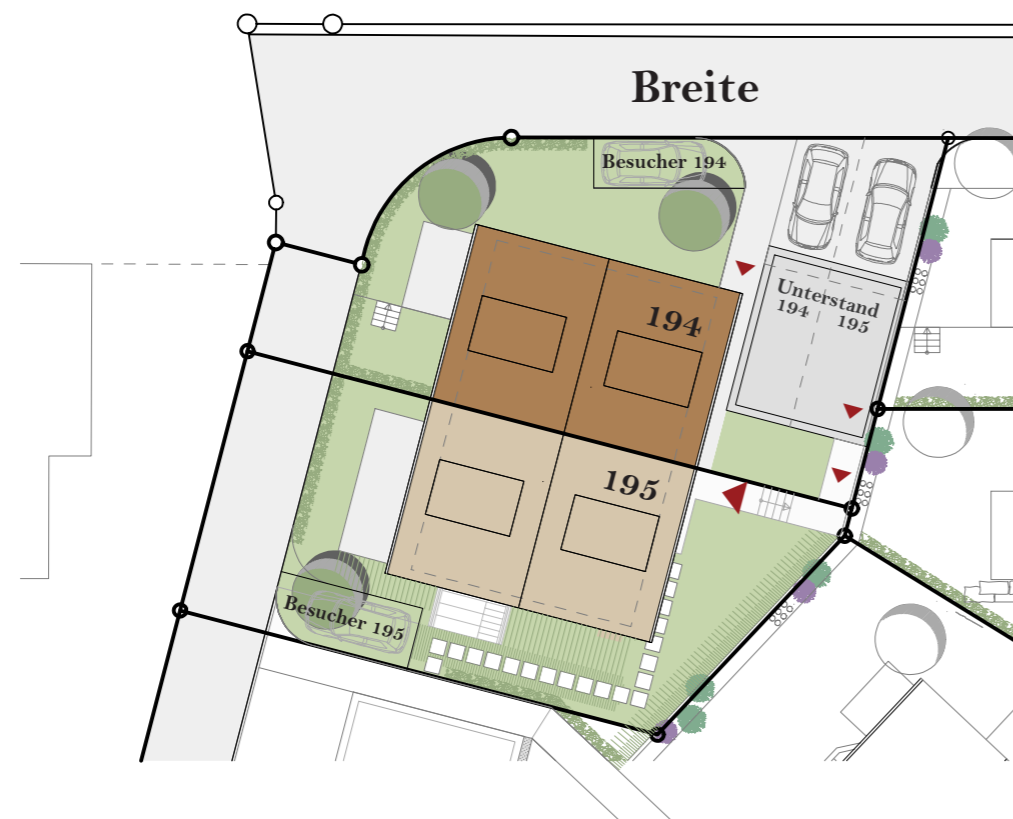 Breite
Besucher 194
Unterstand
194 195
194
195
Besucher 195